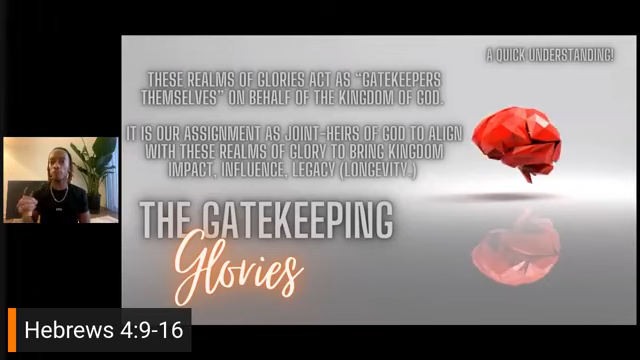 A QUICK UNDERSTANDING!
THESE REALMS OF GLORIES ACT AS “GATEKEEPERS
THEMSELVES” ON BEHALF OF THE KINGDOM OF GOD.
IT IS OUR ASSIGNMENT AS JOINT-HEIRS OF GOD TO ALIGN
WITH THESE REALMS OF GLORY TO BRING KINGDOM
IMPACT, INFLUENCE, LEGACY (LONGEVITY.)
THE GATEKEEPING
Glories
Hebrews 4:9-16